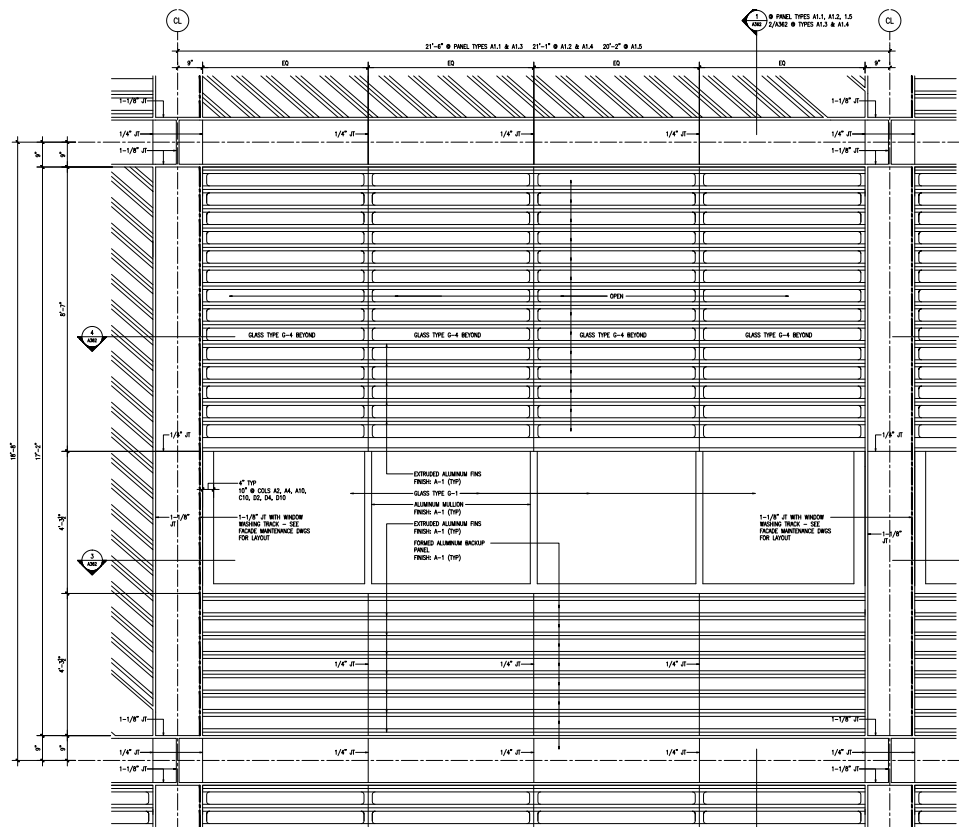 CL
CL
1
A362
@ PANEL TYPES A1.1, A1.2, 1.5
2/A362 @ TYPES A1.3 & A1.4
21'-6" @ PANEL TYPES A1.1 & A1.3 21'-1" @ A1.2 & A1.4 20'-2" @ A1.5
9"
EQ
EQ
EQ
EQ
9"
1-1/8" JT
1-1/8" JT
1/4" JT
1/4" JT
1/4" JT
1/4" JT
1/4" JT
9"
9"
1-1/8" JT
1-1/8" JT
OPEN
8'-7"
4
A362
GLASS TYPE G-4 BEYOND
GLASS TYPE G-4 BEYOND
GLASS TYPE G-4 BEYOND
GLASS TYPE G-4 BEYOND
1/4" JT
1/4" JT
18'-8"
17'-2"
EXTRUDED ALUMINUM FINS
FINISH: A-1 (TYP)
4" TYP
10" @ COLS A2, A4, A10,
C10, D2, D4, D10
GLASS TYPE G-1
ALUMINUM MULLION
FINISH: A-1 (TYP)
1-1/8"
JT
1-1/8" JT WITH WINDOW
WASHING TRACK – SEE
FACADE MAINTENANCE DWGS
FOR LAYOUT
EXTRUDED ALUMINUM FINS
FINISH: A-1 (TYP)
1-1/8" JT WITH WINDOW
WASHING TRACK – SEE
FACADE MAINTENANCE DWGS
FOR LAYOUT
1-1/8"
JT
4'-3½"
FORMED ALUMINUM BACKUP
PANEL
FINISH: A-1 (TYP)
3
A362
4'-3½"
1/4" JT
1/4" JT
1/4" JT
1-1/8" JT
1-1/8" JT
9"
9"
1/4" JT
1/4" JT
1/4" JT
1/4" JT
1/4" JT
1-1/8" JT
1-1/8" JT